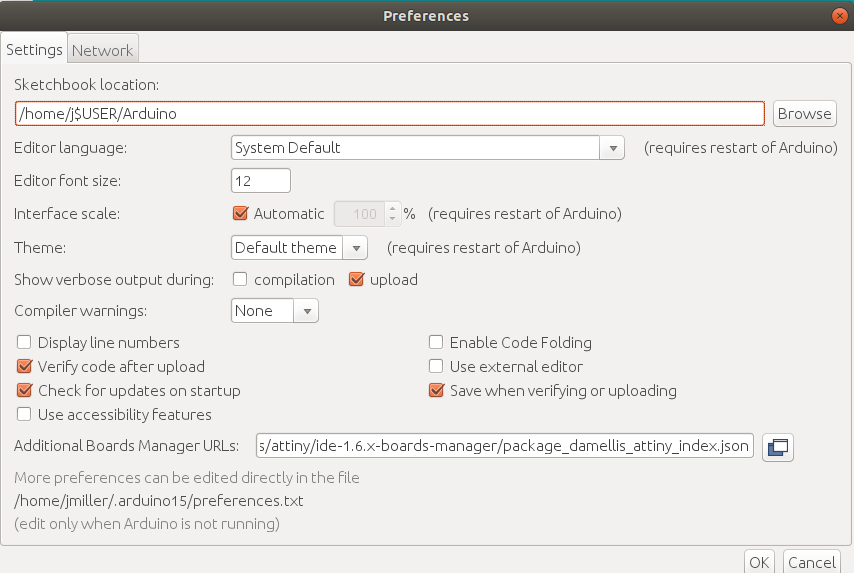 Preferences
Settings Network
Sketchbook location:
/home/j$USER/Arduino Browse
Editor language: System Default (requires restart of Arduino)
Editor font size: 12
Interface scale: Automatic 100 % (requires restart of Arduino)
Theme: Default theme (requires restart of Arduino)
Show verbose output during: compilation upload
Compiler warnings: None
Display line numbers Enable Code Folding
Verify code after upload Use external editor
Check for updates on startup Save when verifying or uploading
Use accessibility features
Additional Boards Manager URLs: s/attiny/ide-1.6.x-boards-manager/package_damellis_attiny_index.json
More preferences can be edited directly in the file
/home/jmiller/.arduino15/preferences.txt
(edit only when Arduino is not running)
OK Cancel